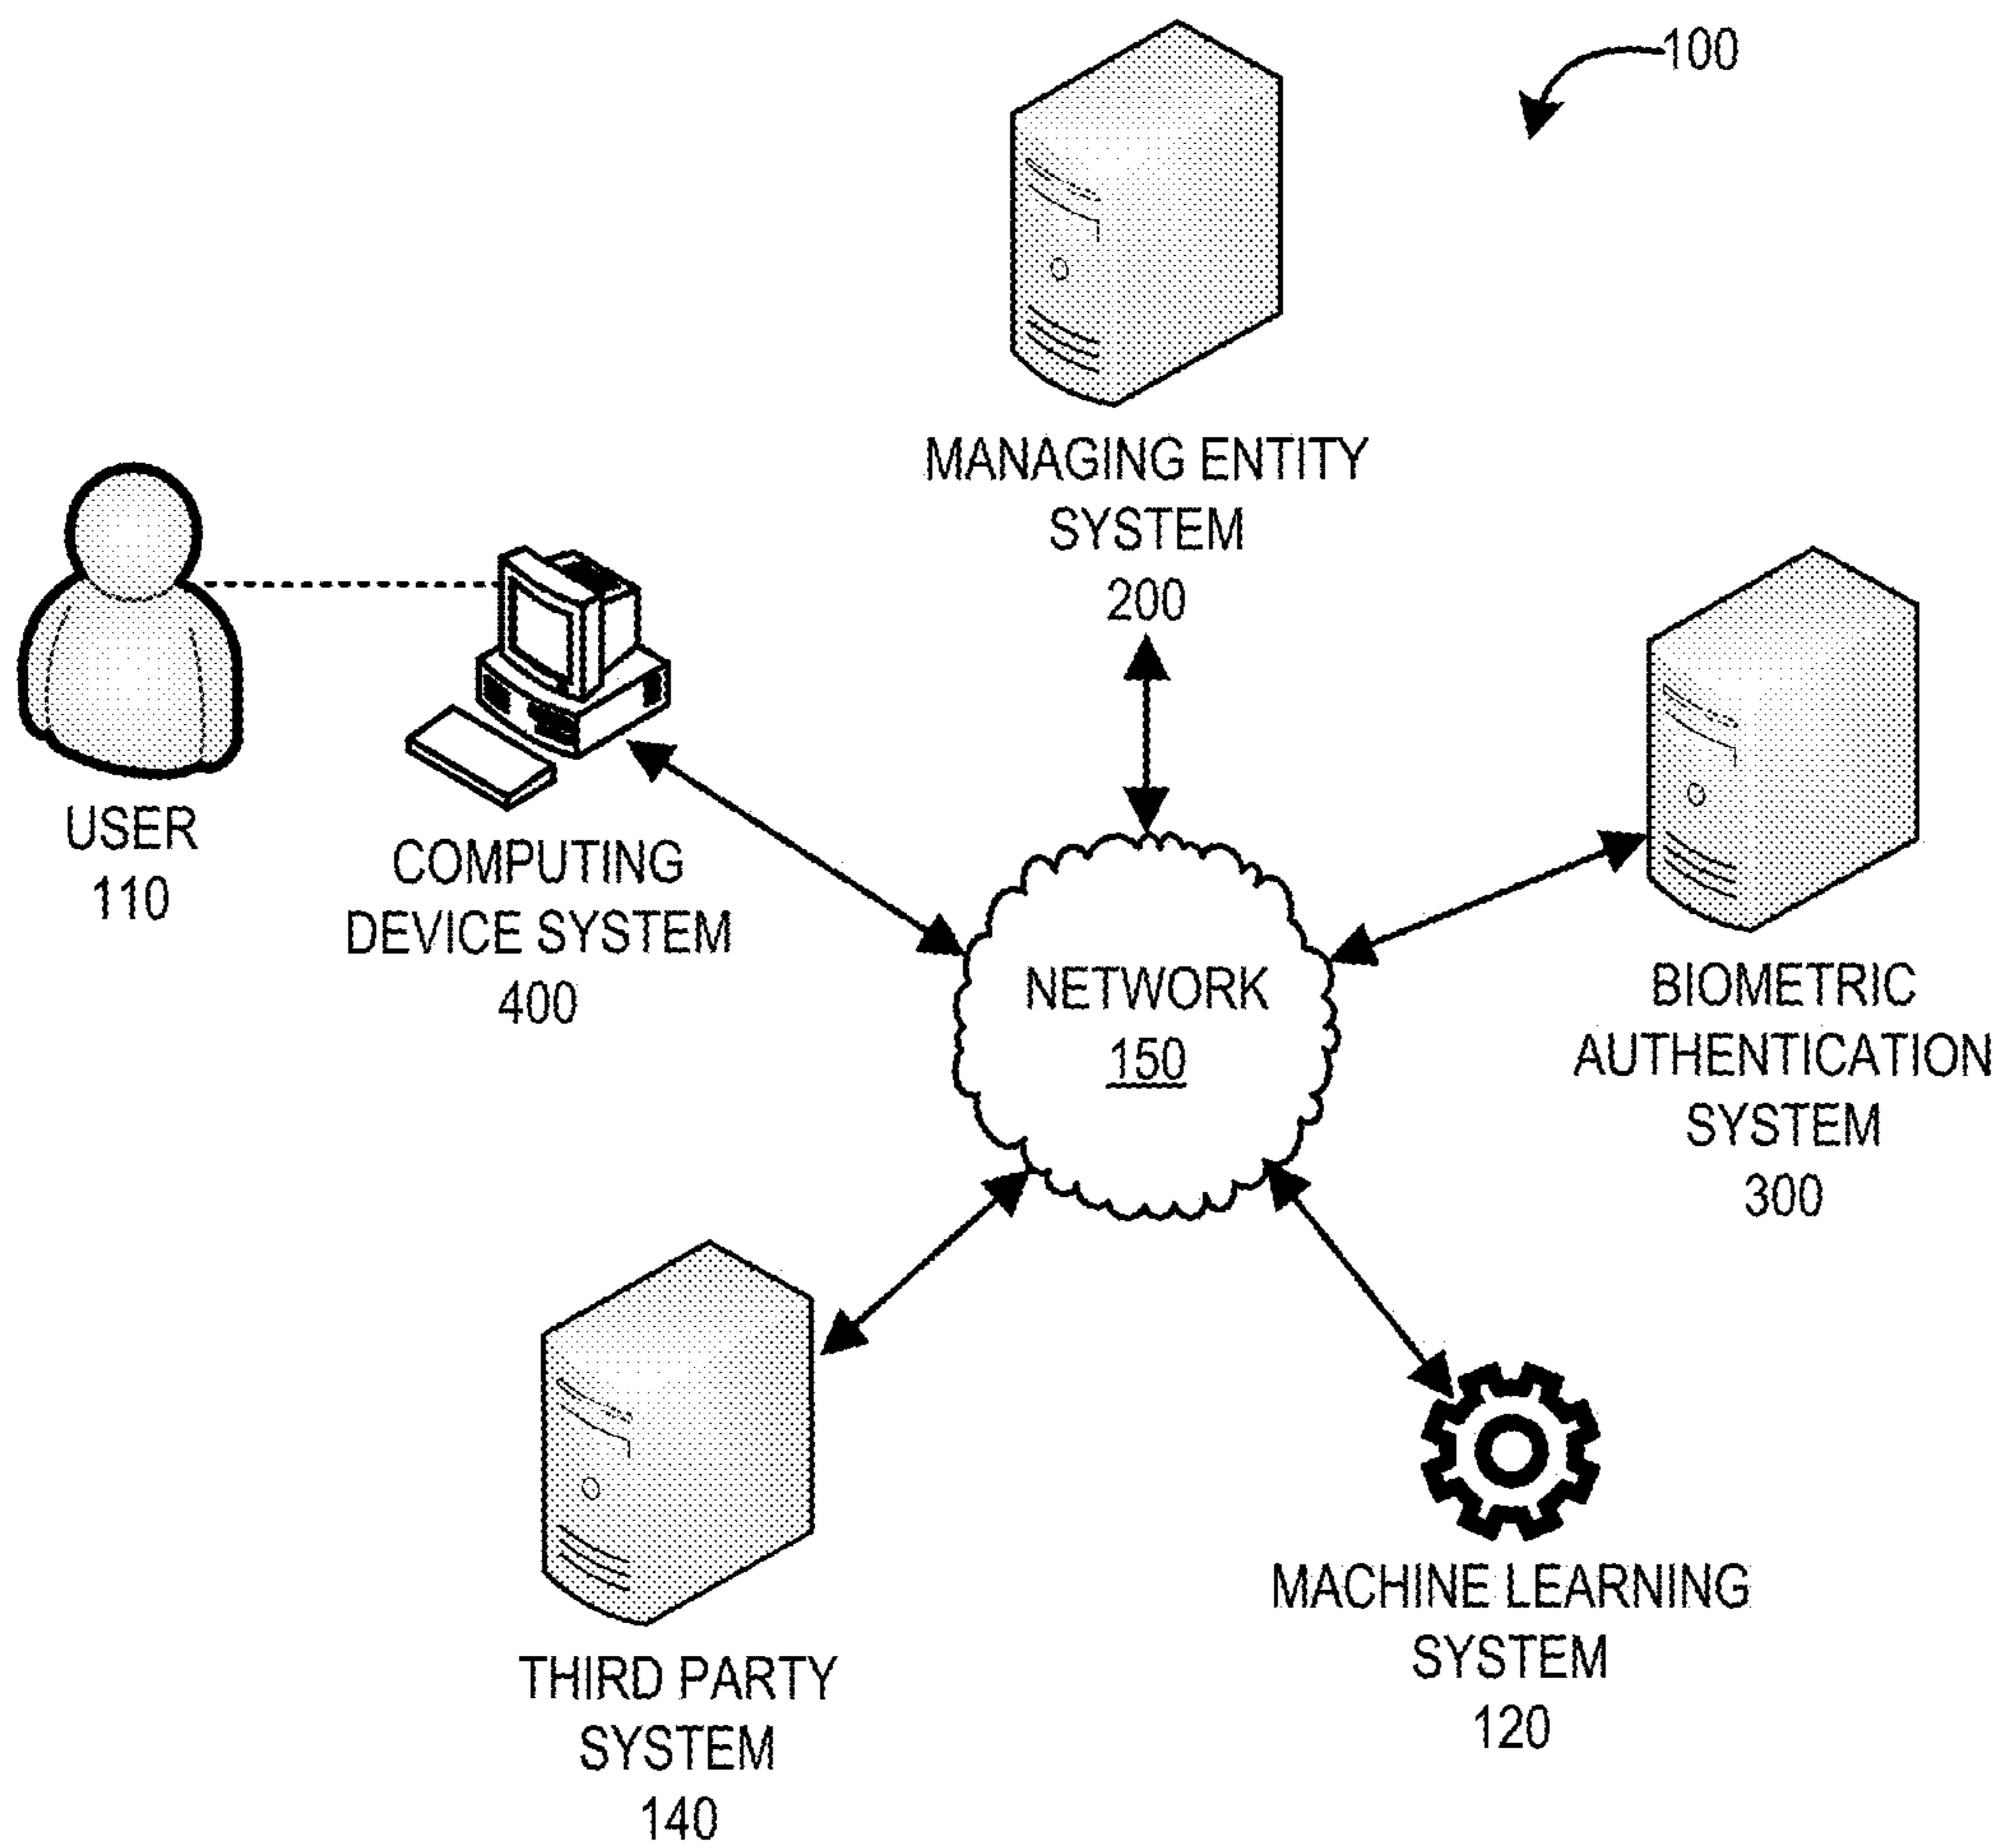 100
MANAGING ENTITY
SYSTEM
200
USER
110
COMPUTING
DEVICE SYSTEM
400
NETWORK
150
BIOMETRIC
AUTHENTICATION
SYSTEM
300
THIRD PARTY
SYSTEM
140
MACHINE LEARNING
SYSTEM
120